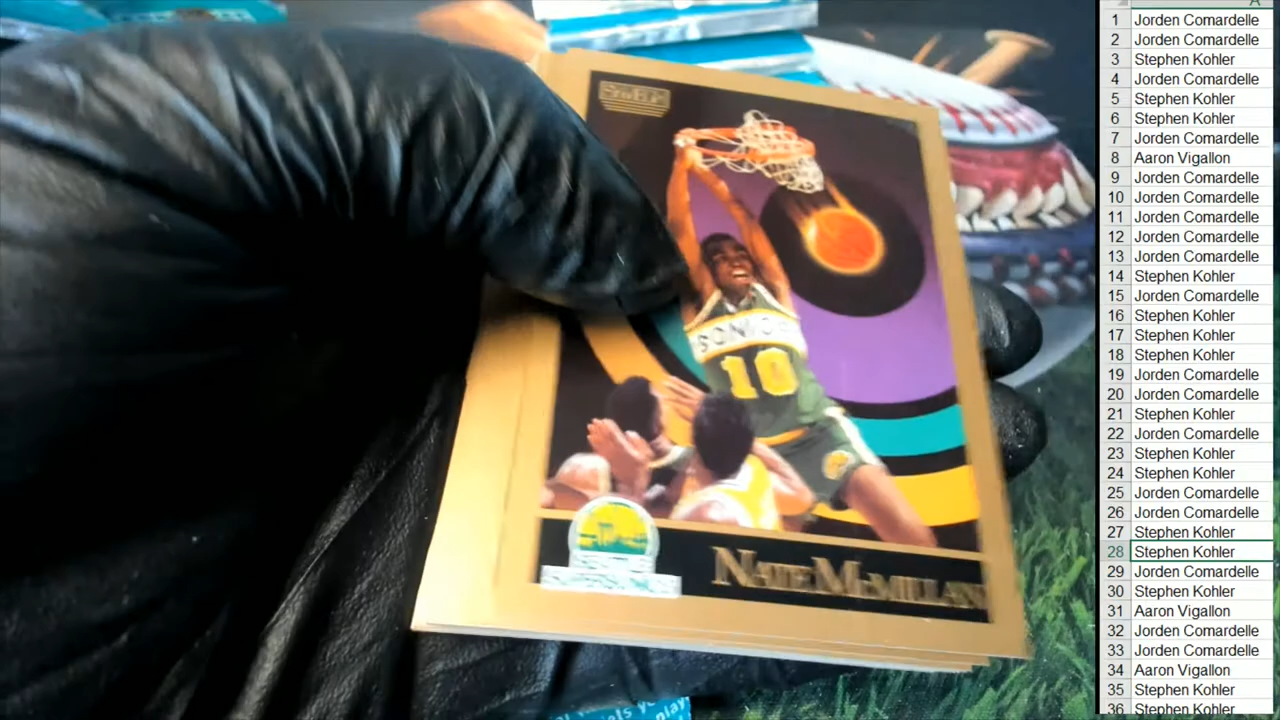 SKYBOX
SONICS
10
SEATTLE
SUPERSONICS
NATE MCMILLAN
A
1 Jorden Comardelle
2 Jorden Comardelle
3 Stephen Kohler
4 Jorden Comardelle
5 Stephen Kohler
6 Stephen Kohler
7 Jorden Comardelle
8 Aaron Vigallon
9 Jorden Comardelle
10 Jorden Comardelle
11 Jorden Comardelle
12 Jorden Comardelle
13 Jorden Comardelle
14 Stephen Kohler
15 Jorden Comardelle
16 Stephen Kohler
17 Stephen Kohler
18 Stephen Kohler
19 Jorden Comardelle
20 Jorden Comardelle
21 Stephen Kohler
22 Jorden Comardelle
23 Stephen Kohler
24 Stephen Kohler
25 Jorden Comardelle
26 Jorden Comardelle
27 Stephen Kohler
28 Stephen Kohler
29 Jorden Comardelle
30 Stephen Kohler
31 Aaron Vigallon
32 Jorden Comardelle
33 Jorden Comardelle
34 Aaron Vigallon
35 Stephen Kohler
36 Stephen Kohler